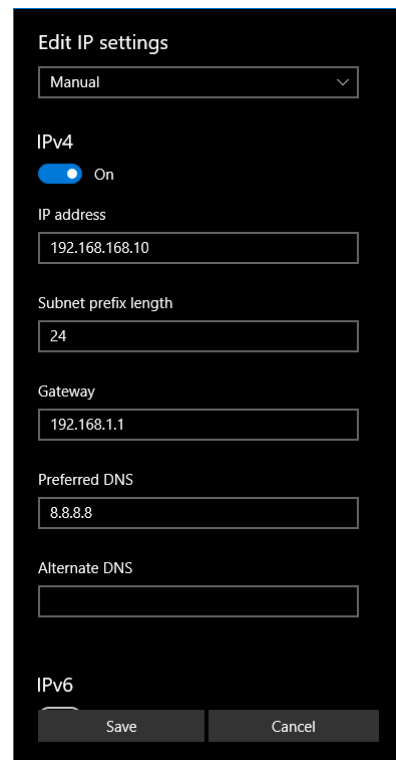 Edit IP settings
Manual
IPv4
On
IP address
192.168.168.10
Subnet prefix length
24
Gateway
192.168.1.1
Preferred DNS
8.8.8.8
Alternate DNS
IPv6
Save Cancel